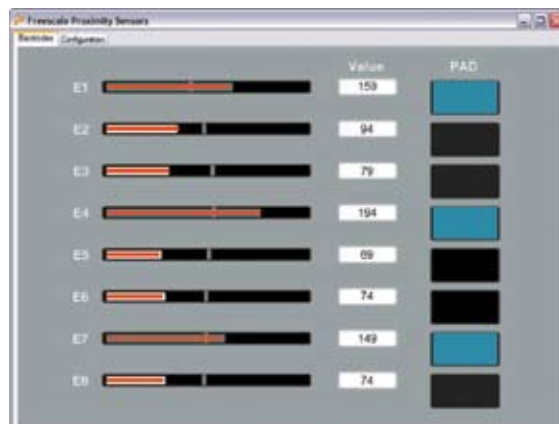 Freescale Proximity Sensors
Electrodes Configuration
Value PAD
E1 159
E2 94
E3 79
E4 194
E5 69
E6 74
E7 149
E8 74